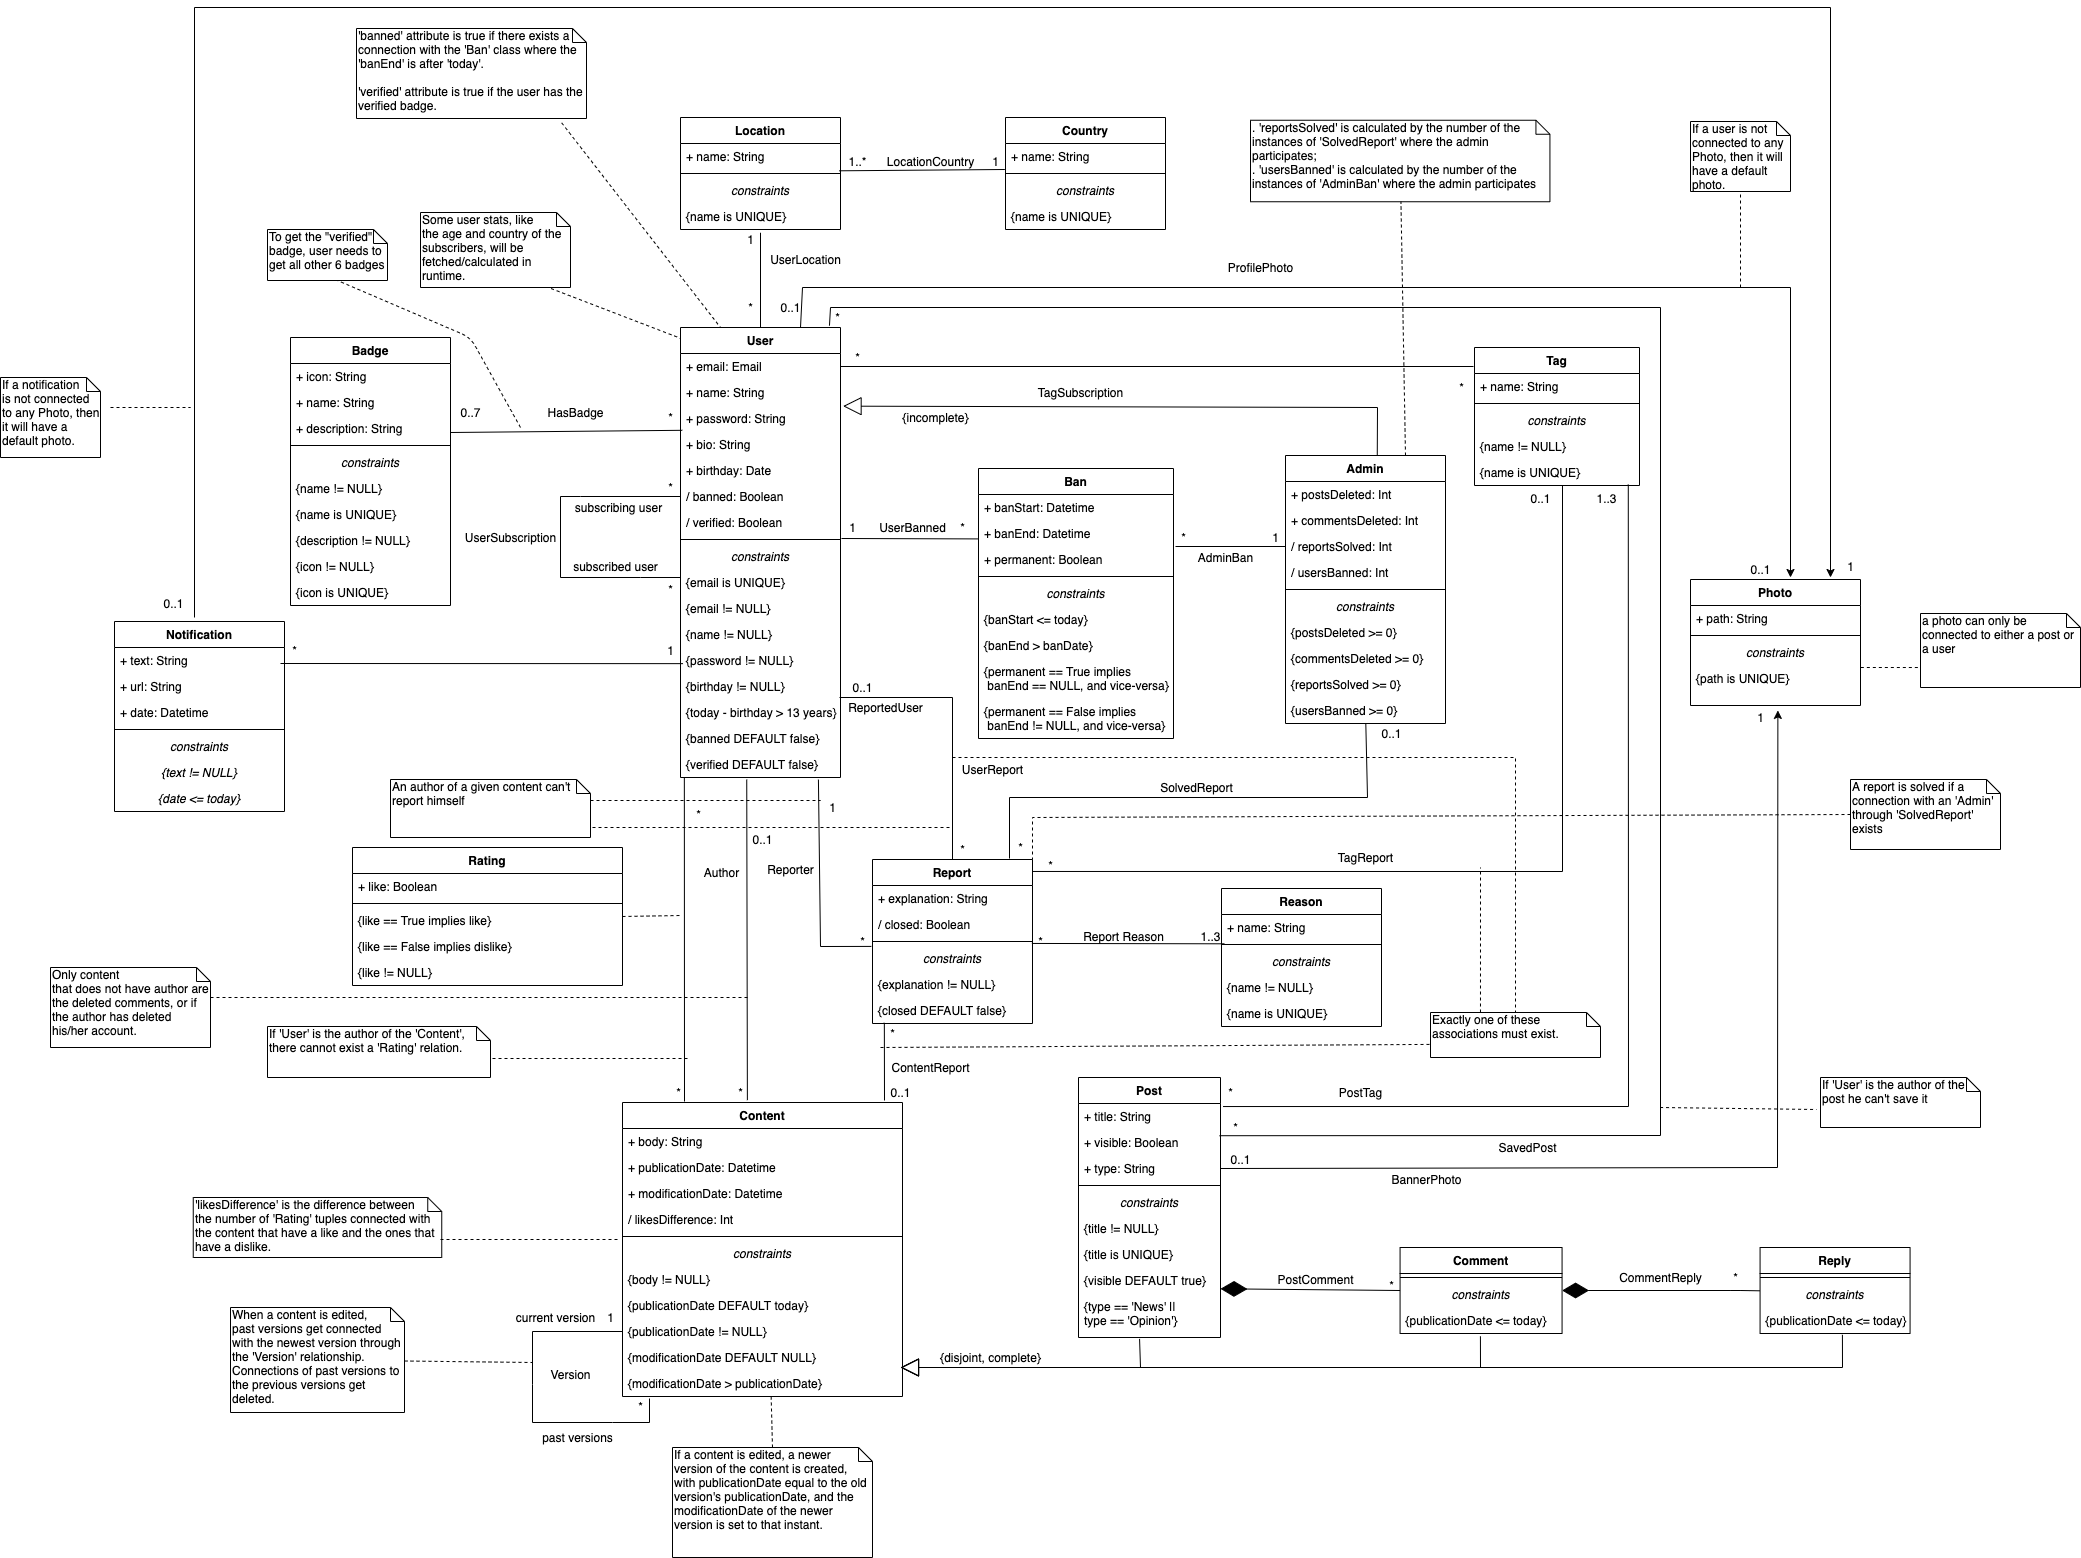 'banned' attribute is true if there exists a
connection with the 'Ban' class where the
'banEnd' is after 'today'.
'verified' attribute is true if the user has the
verified badge.
Location
+ name: String
constraints
{name is UNIQUE}
1..*
LocationCountry
1
Country
+ name: String
constraints
{name is UNIQUE}
. 'reportsSolved' is calculated by the number of the
instances of 'SolvedReport' where the admin
participates;
. 'usersBanned' is calculated by the number of the
instances of 'AdminBan' where the admin participates
If a user is not
connected to any
Photo, then it will
have a default
photo.
To get the "verified"
badge, user needs to
get all other 6 badges
Some user stats, like
the age and country of the
subscribers, will be
fetched/calculated in
runtime.
1
UserLocation
*
ProfilePhoto
0..1
*
If a notification
is not connected
to any Photo, then
it will have a
default photo.
Badge
+ icon: String
+ name: String
+ description: String
constraints
{name != NULL}
{name is UNIQUE}
{description != NULL}
{icon != NULL}
{icon is UNIQUE}
0..7
HasBadge
*
User
+ email: Email
+ name: String
+ password: String
+ bio: String
+ birthday: Date
/ banned: Boolean
/ verified: Boolean
constraints
{email is UNIQUE}
{email != NULL}
{name != NULL}
{password != NULL}
{birthday != NULL}
{today - birthday > 13 years}
{banned DEFAULT false}
{verified DEFAULT false}
*
subscribing user
UserSubscription
subscribed user
*
*
*
TagSubscription
{incomplete}
Tag
+ name: String
constraints
{name != NULL}
{name is UNIQUE}
0..1
1..3
1
UserBanned
*
Ban
+ banStart: Datetime
+ banEnd: Datetime
+ permanent: Boolean
constraints
{banStart <= today}
{banEnd > banDate}
{permanent == True implies
banEnd == NULL, and vice-versa}
{permanent == False implies
banEnd != NULL, and vice-versa}
*
1
AdminBan
Admin
+ postsDeleted: Int
+ commentsDeleted: Int
/ reportsSolved: Int
/ usersBanned: Int
constraints
{postsDeleted >= 0}
{commentsDeleted >= 0}
{reportsSolved >= 0}
{usersBanned >= 0}
0..1
0..1
1
Photo
+ path: String
constraints
{path is UNIQUE}
1
a photo can only be
connected to either a post or
a user
0..1
Notification
+ text: String
+ url: String
+ date: Datetime
constraints
{text != NULL}
{date <= today}
*
1
0..1
ReportedUser
UserReport
SolvedReport
An author of a given content can't
report himself
*
0..1
1
A report is solved if a
connection with an 'Admin'
through 'SolvedReport'
exists
Rating
+ like: Boolean
{like == True implies like}
{like == False implies dislike}
{like != NULL}
Author
Reporter
*
*
*
*
TagReport
Report
+ explanation: String
/ closed: Boolean
constraints
{explanation != NULL}
{closed DEFAULT false}
*
Report Reason
1..3
Reason
+ name: String
constraints
{name != NULL}
{name is UNIQUE}
Only content
that does not have author are
the deleted comments, or if
the author has deleted
his/her account.
If 'User' is the author of the 'Content',
there cannot exist a 'Rating' relation.
*
ContentReport
0..1
*
*
Exactly one of these
associations must exist.
Content
+ body: String
+ publicationDate: Datetime
+ modificationDate: Datetime
/ likesDifference: Int
constraints
{body != NULL}
{publicationDate DEFAULT today}
{publicationDate != NULL}
{modificationDate DEFAULT NULL}
{modificationDate > publicationDate}
Post
+ title: String
+ visible: Boolean
+ type: String
constraints
{title != NULL}
{title is UNIQUE}
{visible DEFAULT true}
{type == 'News' ||
type == 'Opinion'}
*
PostTag
*
SavedPost
0..1
BannerPhoto
If 'User' is the author of the
post he can't save it
'likesDifference' is the difference between
the number of 'Rating' tuples connected with
the content that have a like and the ones that
have a dislike.
When a content is edited,
past versions get connected
with the newest version through
the 'Version' relationship.
Connections of past versions to
the previous versions get
deleted.
current version
1
Version
*
past versions
PostComment
*
Comment
constraints
{publicationDate <= today}
CommentReply
*
Reply
constraints
{publicationDate <= today}
{disjoint, complete}
If a content is edited, a newer
version of the content is created,
with publicationDate equal to the old
version's publicationDate, and the
modificationDate of the newer
version is set to that instant.